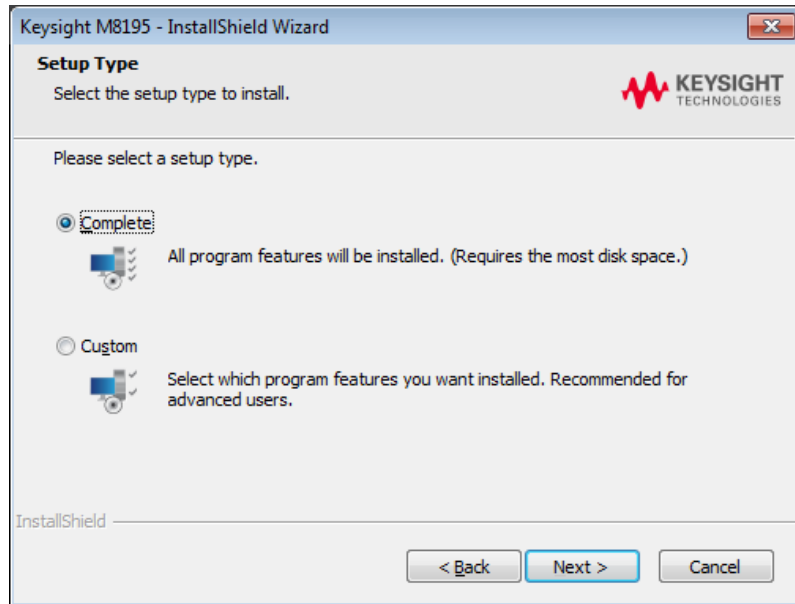 Keysight M8195 - InstallShield Wizard
Setup Type
Select the setup type to install.
KEYSIGHT
TECHNOLOGIES
Please select a setup type.
Complete
All program features will be installed. (Requires the most disk space.)
Custom
Select which program features you want installed. Recommended for
advanced users.
InstallShield
< Back
Next >
Cancel